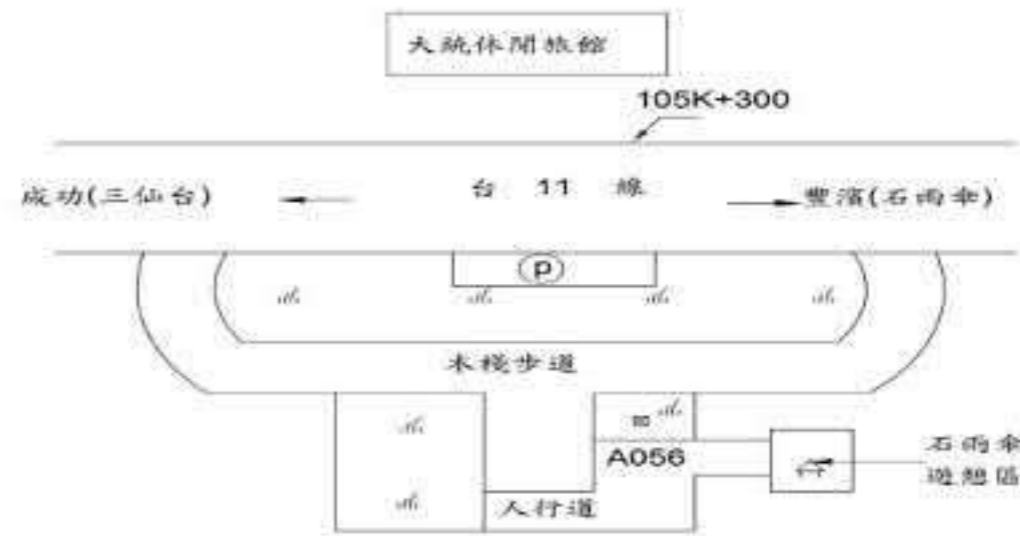 天統休閒旅館
105K+300
成功(三仙台)
台 11 線
豐濱(石雨傘)
P
木棧步道
A056
石雨傘
遊憩區
人行道